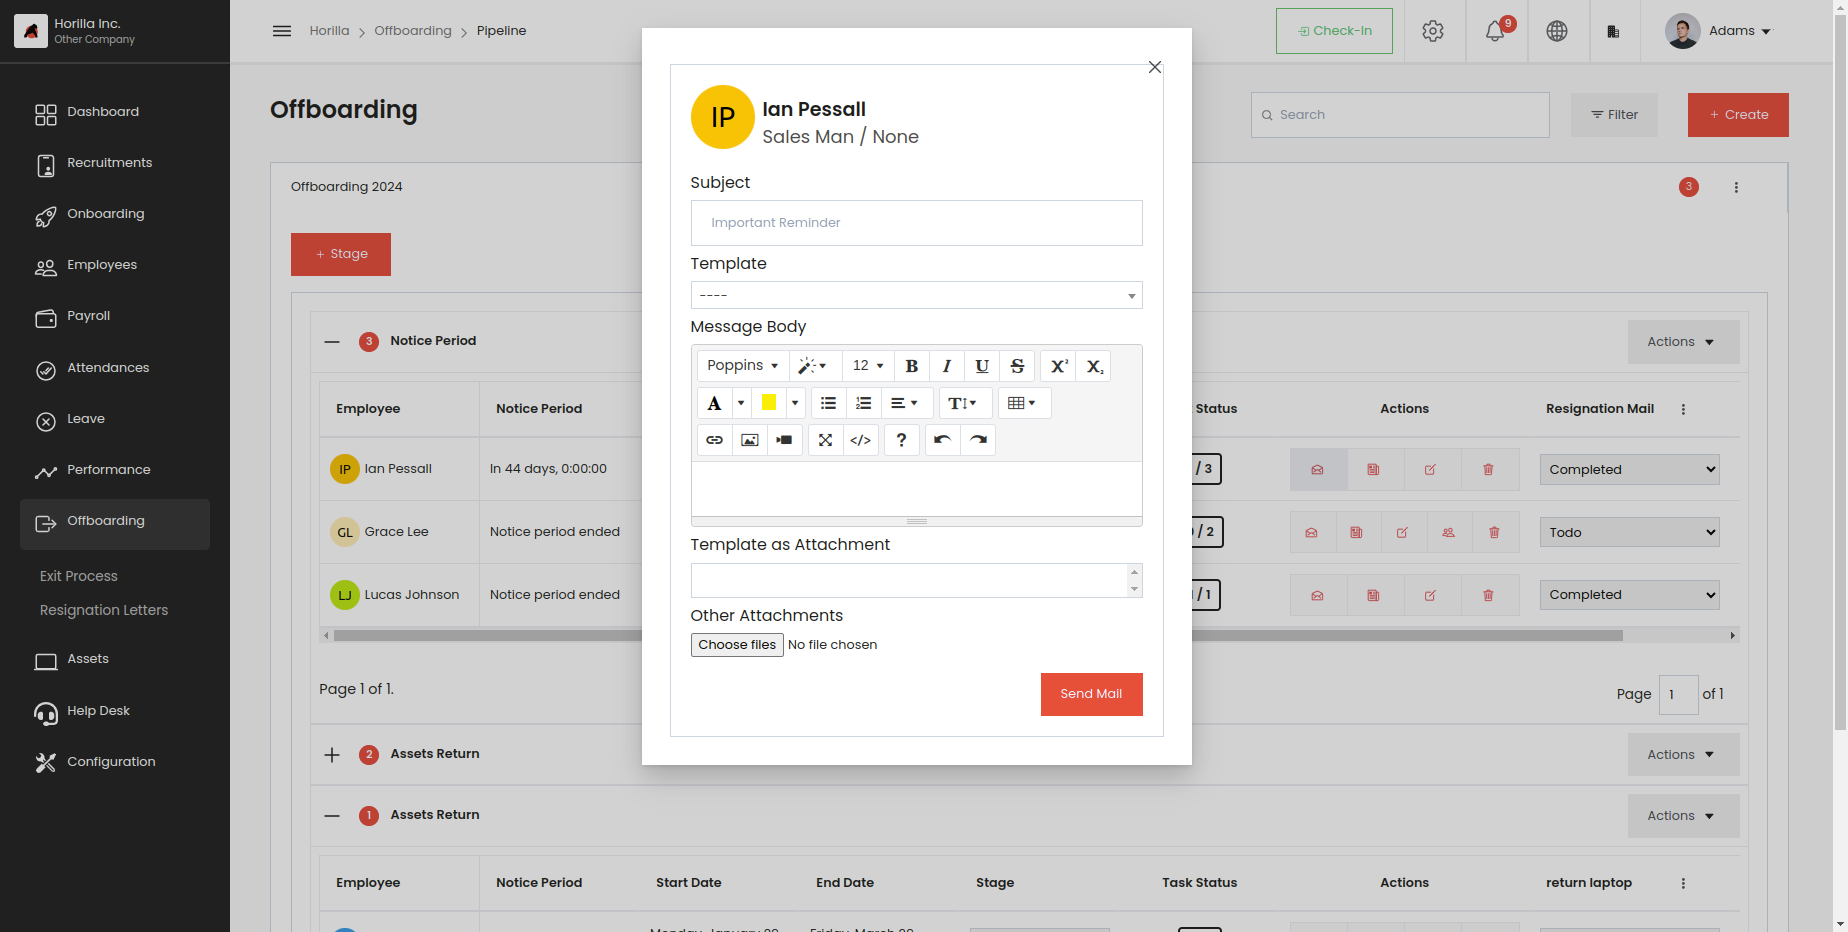 Horilla Inc.
Other Company
Dashboard
Recruitments
Onboarding
Employees
Payroll
Attendances
Leave
Performance
Offboarding
Exit Process
Resignation Letters
Assets
Help Desk
Configuration
Horilla > Offboarding > Pipeline
Check-In
9
Adams
Offboarding
Search
Filter
+ Create
Offboarding 2024
3
+ Stage
3 Notice Period
Actions
Employee Notice Period Status Actions Resignation Mail
IP Ian Pessall In 44 days, 0:00:00 / 3 Completed
GL Grace Lee Notice period ended / 2 Todo
LJ Lucas Johnson Notice period ended / 1 Completed
Page 1 of 1.
Page 1 of 1
2 Assets Return
Actions
1 Assets Return
Actions
Employee Notice Period Start Date End Date Stage Task Status Actions return laptop
IP
Ian Pessall
Sales Man / None
Subject
Important Reminder
Template
----
Message Body
Poppins 12 B I U S X² X₂
A T
</> ?
Template as Attachment
Other Attachments
Choose files No file chosen
Send Mail